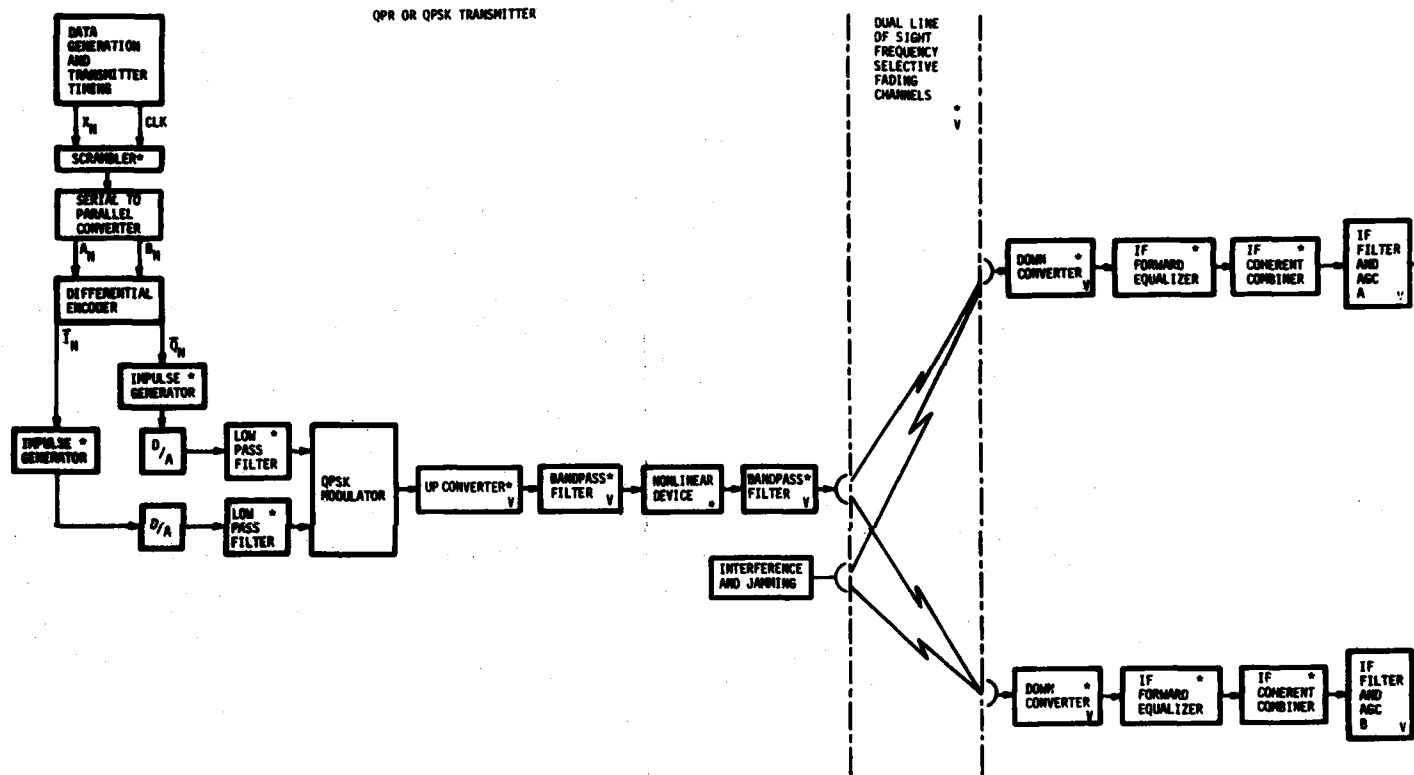 QPR OR QPSK TRANSMITTER
DATA
GENERATION
AND
TRANSMITTER
TIMING
X_N CLK
SCRAMBLER*
SERIAL TO
PARALLEL
CONVERTER
A_N B_N
DIFFERENTIAL
ENCODER
I̅_N
Q̅_N
IMPULSE *
GENERATOR
IMPULSE *
GENERATOR
D/A
LOW *
PASS
FILTER
D/A
LOW *
PASS
FILTER
QPSK
MODULATOR
UP CONVERTER*
V
BANDPASS*
FILTER V
NONLINEAR
DEVICE *
BANDPASS*
FILTER V
INTERFERENCE
AND JAMMING
DUAL LINE
OF SIGHT
FREQUENCY
SELECTIVE
FADING
CHANNELS
*
V
DOWN *
CONVERTER
V
IF *
FORWARD
EQUALIZER
IF *
COHERENT
COMBINER
IF
FILTER
AND
AGC
A V
DOWN *
CONVERTER
V
IF *
FORWARD
EQUALIZER
IF *
COHERENT
COMBINER
IF
FILTER
AND
AGC
B V